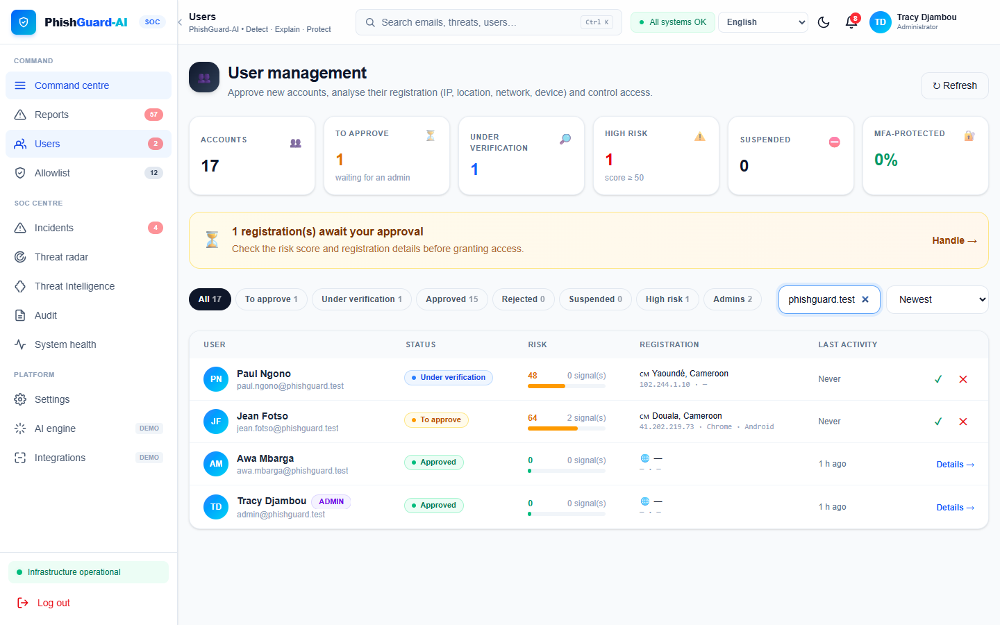 PhishGuard-AI SOC
COMMAND
Command centre
Reports 57
Users 2
Allowlist 12
SOC CENTRE
Incidents 4
Threat radar
Threat Intelligence
Audit
System health
PLATFORM
Settings
AI engine DEMO
Integrations DEMO
Infrastructure operational
Log out
Users
PhishGuard-AI • Detect · Explain · Protect
Search emails, threats, users... Ctrl K
All systems OK
English
8
TD
Tracy Djambou
Administrator
User management
Approve new accounts, analyse their registration (IP, location, network, device) and control access.
↻ Refresh
ACCOUNTS
17
TO APPROVE
1
waiting for an admin
UNDER
VERIFICATION
1
HIGH RISK
1
score ≥ 50
SUSPENDED
0
MFA-PROTECTED
0%
1 registration(s) await your approval
Check the risk score and registration details before granting access.
Handle →
All 17 To approve 1 Under verification 1 Approved 15 Rejected 0 Suspended 0 High risk 1 Admins 2
phishguard.test
Newest
USER STATUS RISK REGISTRATION LAST ACTIVITY
PN Paul Ngono
paul.ngono@phishguard.test
Under verification
48 0 signal(s)
CM Yaoundé, Cameroon
102.244.1.10 · —
Never
✓ ✕
JF Jean Fotso
jean.fotso@phishguard.test
To approve
64 2 signal(s)
CM Douala, Cameroon
41.202.219.73 · Chrome · Android
Never
✓ ✕
AM Awa Mbarga
awa.mbarga@phishguard.test
Approved
0 0 signal(s)
—
— · —
1 h ago
Details →
TD Tracy Djambou ADMIN
admin@phishguard.test
Approved
0 0 signal(s)
—
— · —
1 h ago
Details →